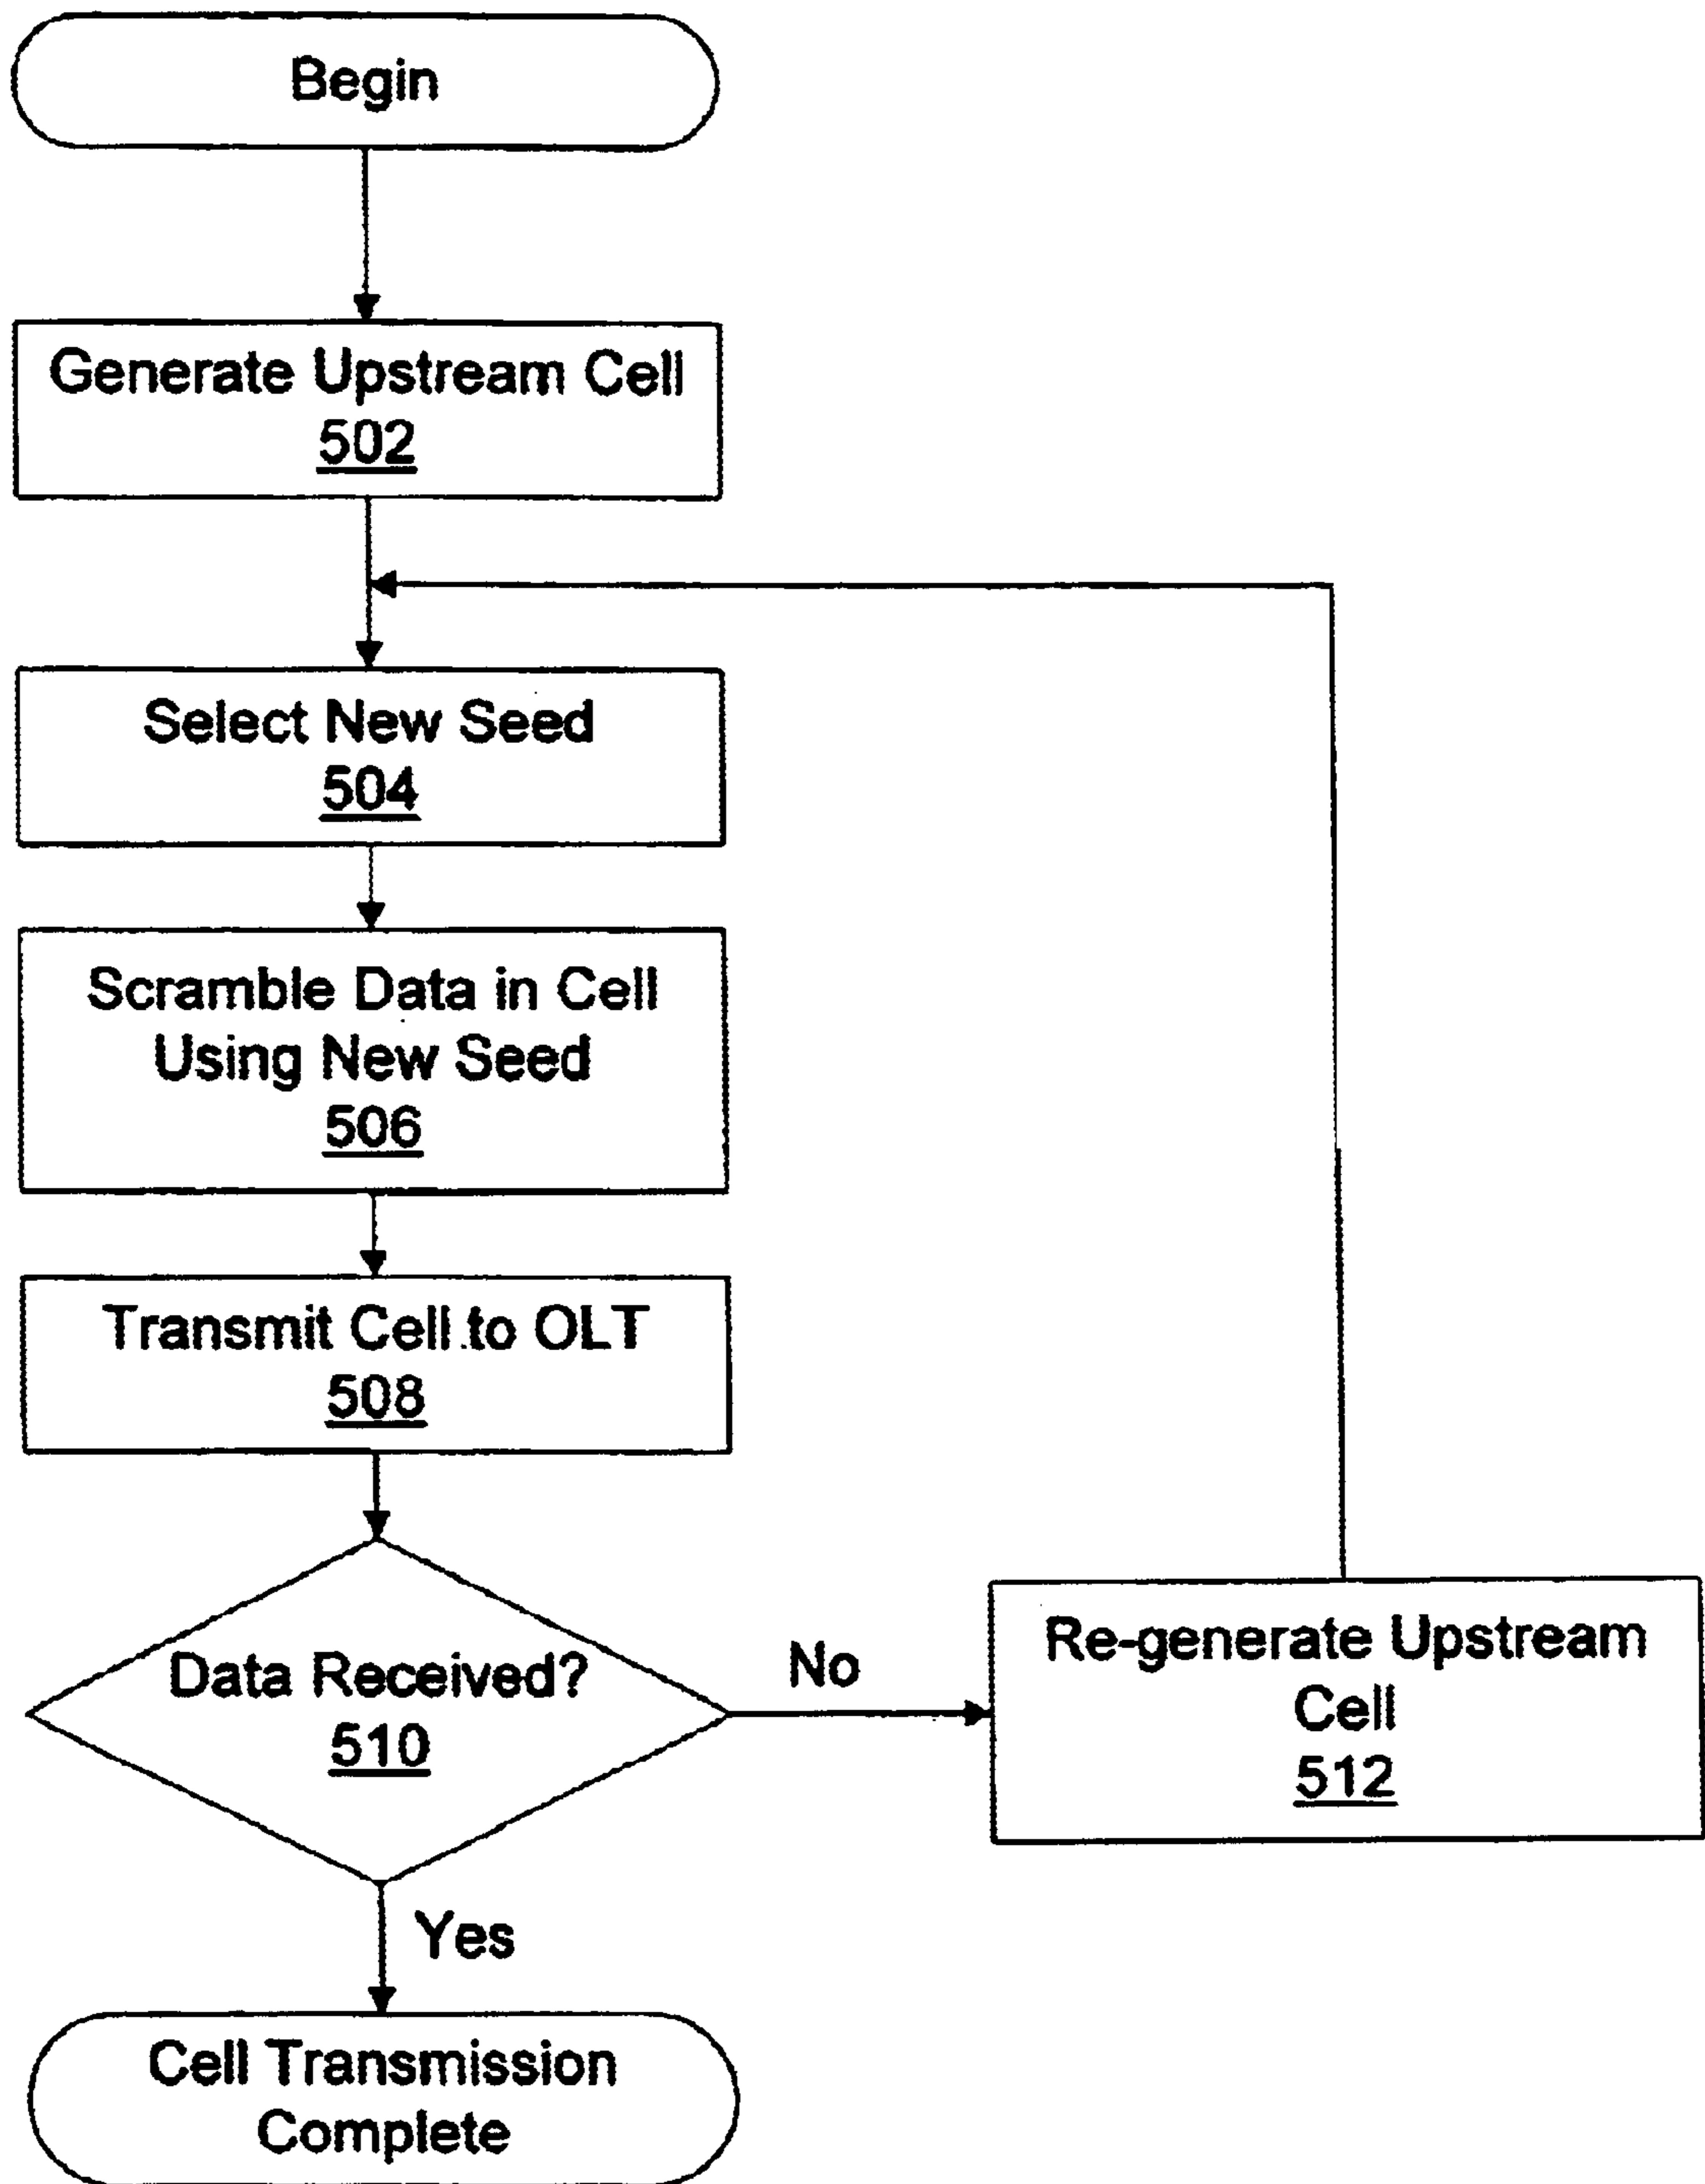 Begin
Generate Upstream Cell
502
Select New Seed
504
Scramble Data in Cell
Using New Seed
506
Transmit Cell to OLT
508
Data Received?
510
No
Re-generate Upstream
Cell
512
Yes
Cell Transmission
Complete